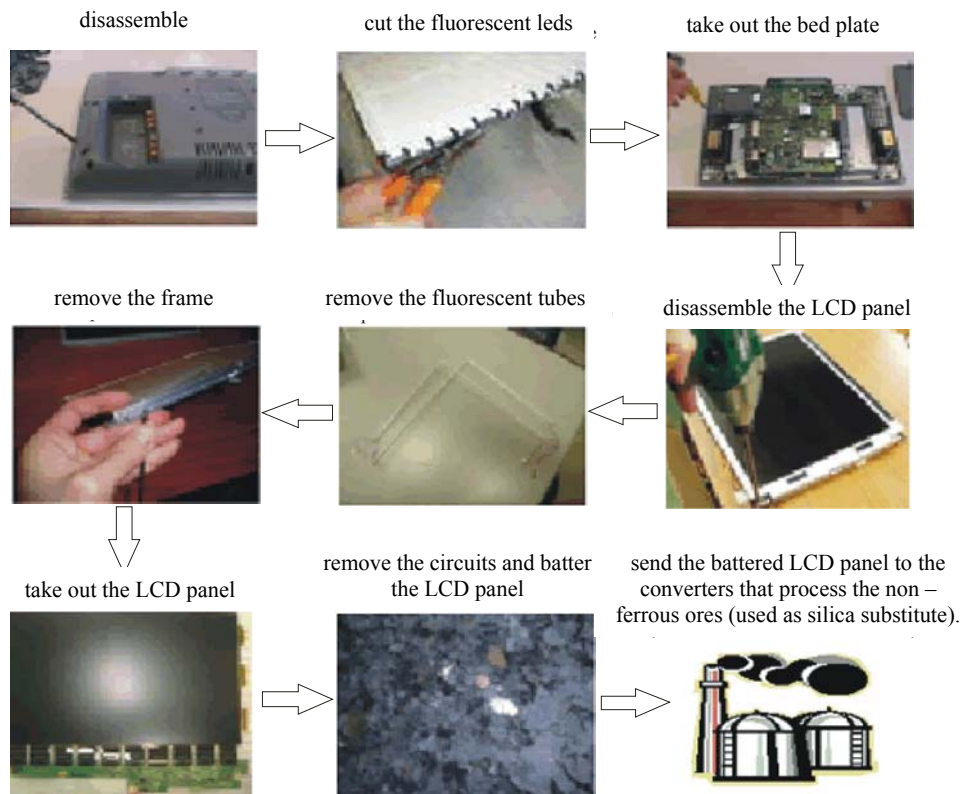 disassemble
cut the fluorescent leds
take out the bed plate
disassemble the LCD panel
remove the fluorescent tubes
remove the frame
take out the LCD panel
remove the circuits and batter
the LCD panel
send the battered LCD panel to the
converters that process the non –
ferrous ores (used as silica substitute).